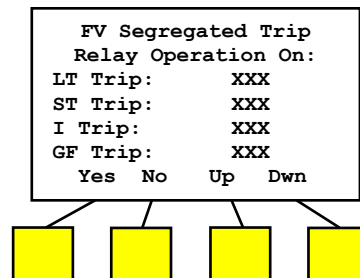 FV Segregated Trip
Relay Operation On:
LT Trip: XXX
ST Trip: XXX
I Trip: XXX
GF Trip: XXX
Yes No Up Dwn